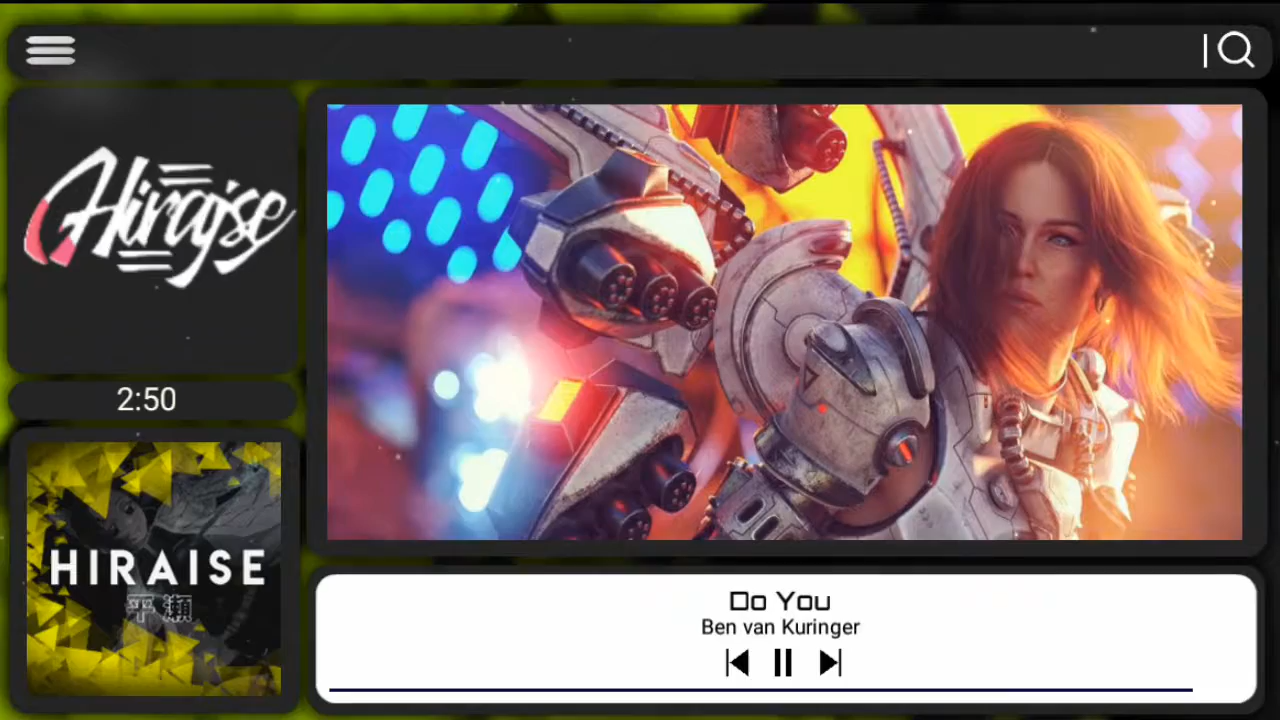 Hiraise
2:50
HIRAISE
平瀬
Do You
Ben van Kuringer